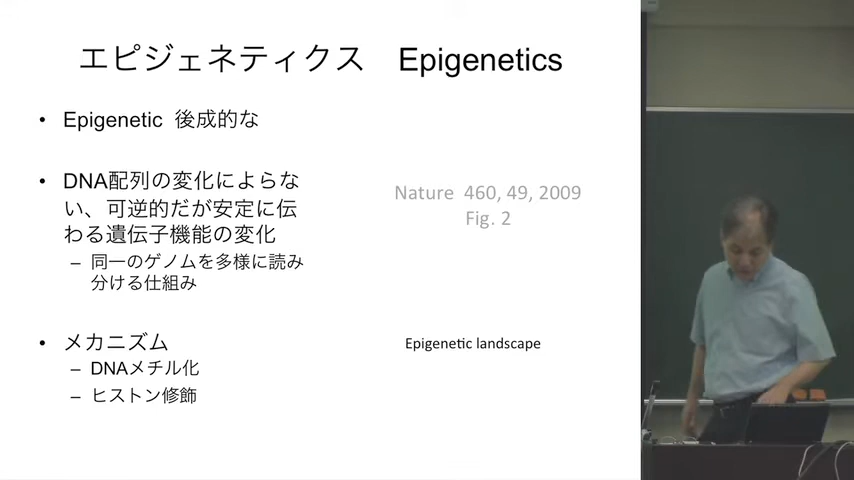 エピジェネティクス Epigenetics
• Epigenetic 後成的な
• DNA配列の変化によらな
い、可逆的だが安定に伝
わる遺伝子機能の変化
– 同一のゲノムを多様に読み
分ける仕組み
Nature 460, 49, 2009
Fig. 2
• メカニズム
– DNAメチル化
– ヒストン修飾
Epigenetic landscape